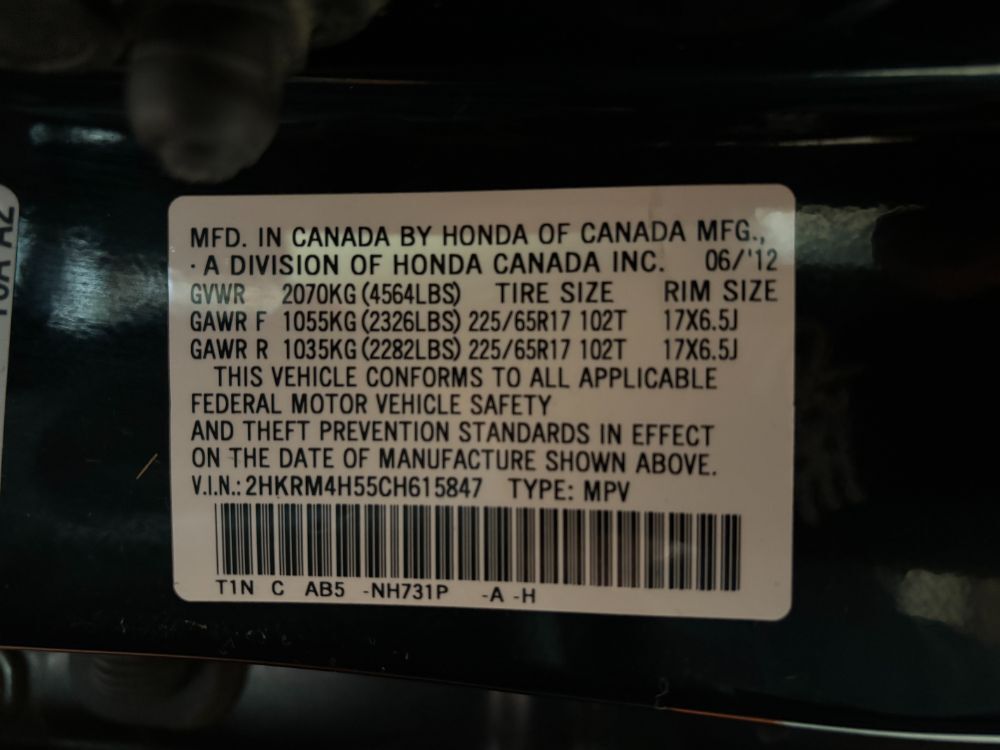 MFD. IN CANADA BY HONDA OF CANADA MFG.,
· A DIVISION OF HONDA CANADA INC. 06/'12
GVWR 2070KG (4564LBS) TIRE SIZE RIM SIZE
GAWR F 1055KG (2326LBS) 225/65R17 102T 17X6.5J
GAWR R 1035KG (2282LBS) 225/65R17 102T 17X6.5J
THIS VEHICLE CONFORMS TO ALL APPLICABLE
FEDERAL MOTOR VEHICLE SAFETY
AND THEFT PREVENTION STANDARDS IN EFFECT
ON THE DATE OF MANUFACTURE SHOWN ABOVE.
V.I.N.: 2HKRM4H55CH615847 TYPE: MPV
T1N C AB5 -NH731P -A -H
A2